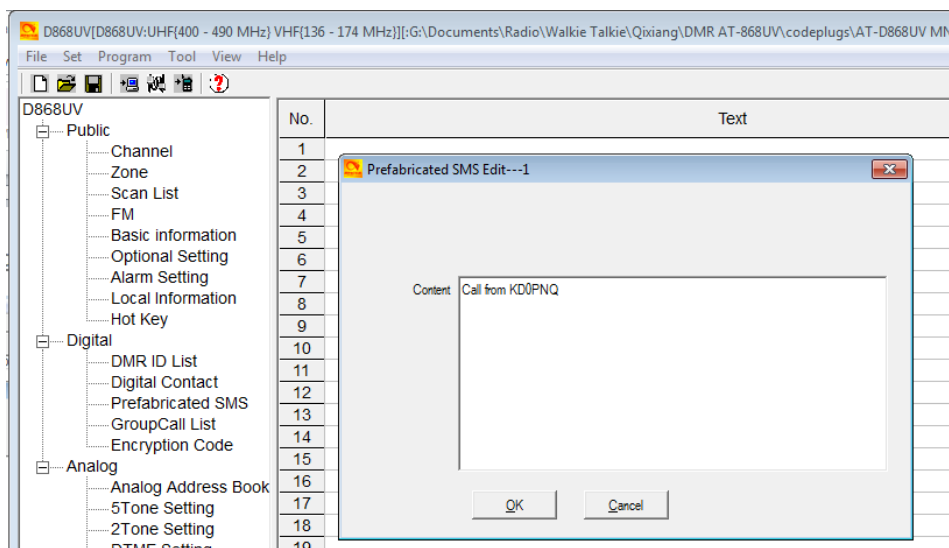 D868UV[D868UV:UHF{400 - 490 MHz} VHF{136 - 174 MHz}][:G:\Documents\Radio\Walkie Talkie\Qixiang\DMR AT-868UV\codeplugs\AT-D868UV MN
File Set Program Tool View Help
D868UV
Public
Channel
Zone
Scan List
FM
Basic information
Optional Setting
Alarm Setting
Local Information
Hot Key
Digital
DMR ID List
Digital Contact
Prefabricated SMS
GroupCall List
Encryption Code
Analog
Analog Address Book
5Tone Setting
2Tone Setting
DTMF Setting
No. Text
1
2
3
4
5
6
7
8
9
10
11
12
13
14
15
16
17
18
19
Prefabricated SMS Edit---1
Content Call from KD0PNQ
OK Cancel